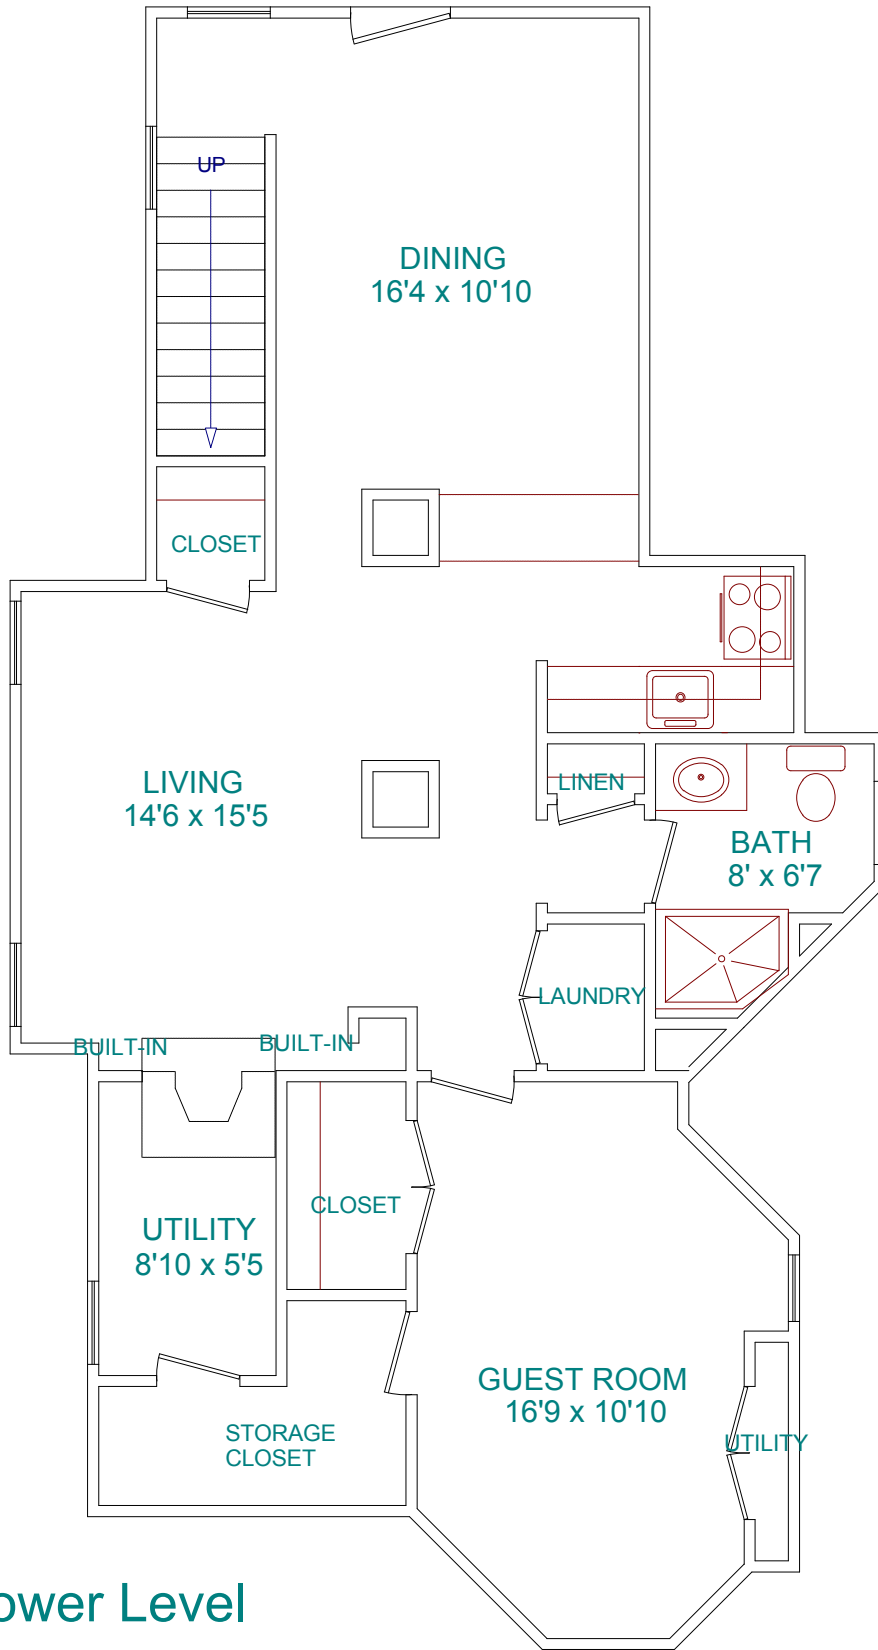 UP
DINING
16'4 x 10'10
CLOSET
LIVING
14'6 x 15'5
LINEN
BATH
8' x 6'7
LAUNDRY
BUILT-IN
BUILT-IN
CLOSET
UTILITY
8'10 x 5'5
GUEST ROOM
16'9 x 10'10
STORAGE
CLOSET
UTILITY
ower Level